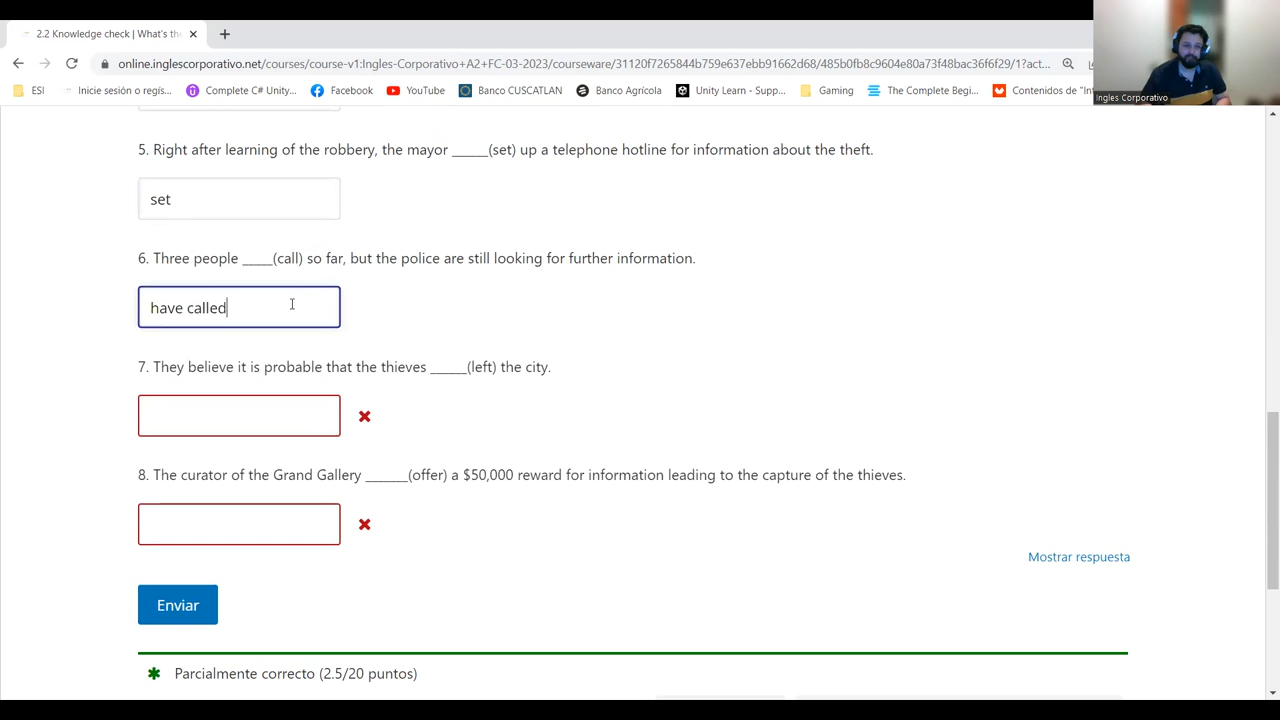 2.2 Knowledge check | What's the
online.inglescorporativo.net/courses/course-v1:Ingles-Corporativo+A2+FC-03-2023/courseware/31120f7265844b759e637ebb91662d68/485b0fb8c9604e80a73f48bac36f6f29/1?act...
ESI Inicie sesión o regís... Complete C# Unity... Facebook YouTube Banco CUSCATLAN Banco Agrícola Unity Learn - Supp... Gaming The Complete Begi... Contenidos de "Int
Ingles Corporativo
5. Right after learning of the robbery, the mayor _____(set) up a telephone hotline for information about the theft.
set
6. Three people ____(call) so far, but the police are still looking for further information.
have called
7. They believe it is probable that the thieves _____(left) the city.
8. The curator of the Grand Gallery ______(offer) a $50,000 reward for information leading to the capture of the thieves.
Mostrar respuesta
Enviar
Parcialmente correcto (2.5/20 puntos)